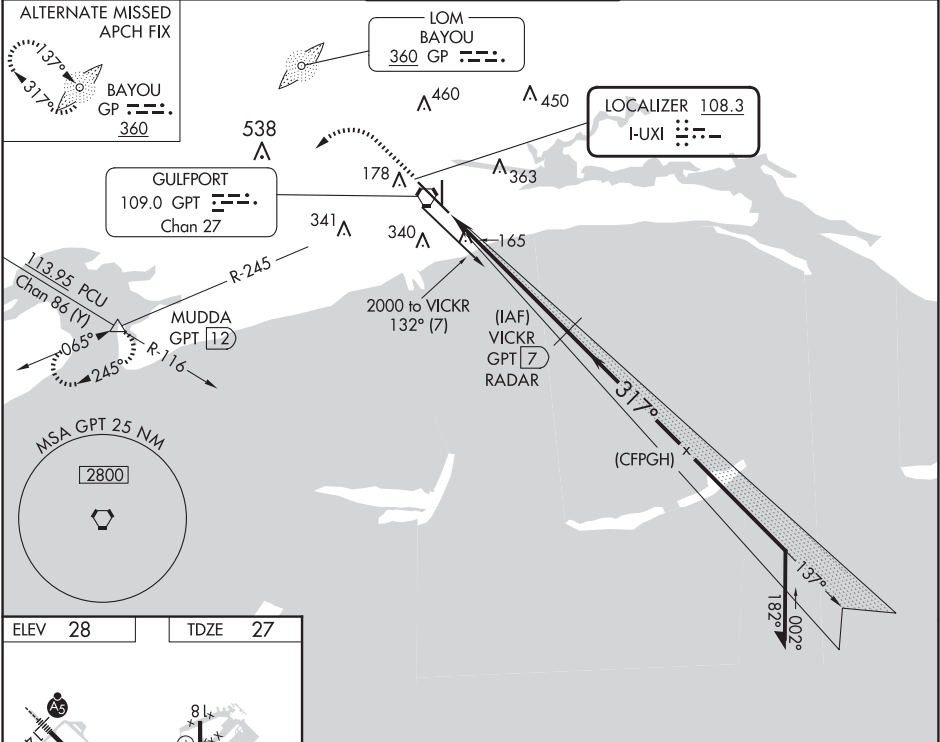 ALTERNATE MISSED
APCH FIX
137°
317°
BAYOU
GP
360
LOM
BAYOU
360 GP
460
450
LOCALIZER 108.3
I-UXI
538
178
363
GULFPORT
109.0 GPT
Chan 27
341
340
165
R-245
113.95 PCU
Chan 86 (Y)
MUDDA
GPT 12
065°
245°
R-116
2000 to VICKR
132° (7)
(IAF)
VICKR
GPT 7
RADAR
317°
(CFPGH)
MSA GPT 25 NM
2800
137°
182°
002°
ELEV 28
TDZE 27
A5
18
14